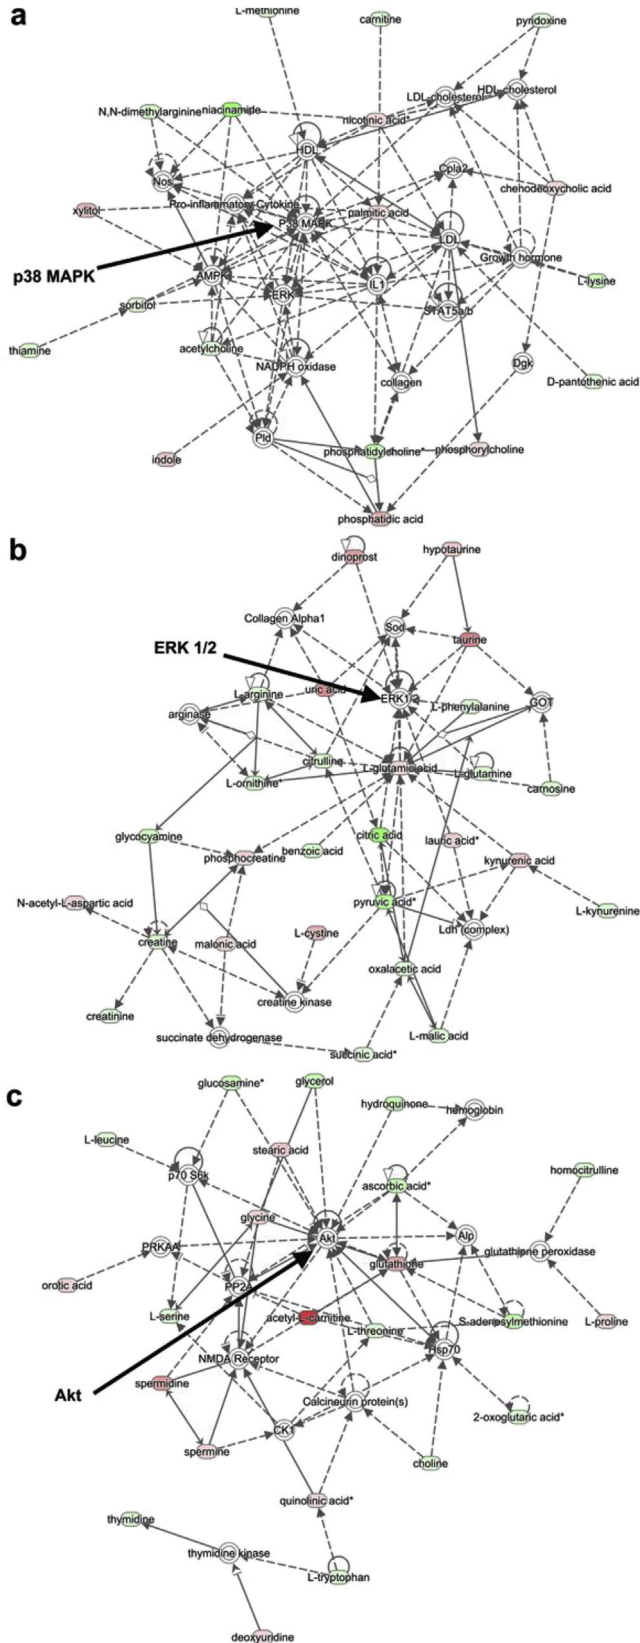 a
L-methionine
carnitine
pyridoxine
LDL-cholesterol
HDL-cholesterol
N,N-dimethylarginine
niacinamide
nicotinic acid*
HDL
Cpla2
Nos
chenodeoxycholic acid
Pro-inflammatory Cytokine
xylitol
palmitic acid
P38 MAPK
LDL
p38 MAPK
Growth hormone
AMPK
IL1
L-lysine
ERK
sorbitol
STAT5a/b
thiamine
acetylcholine
NADPH oxidase
Dgk
collagen
D-pantothenic acid
Pld
phosphatidylcholine*
phosphorylcholine
indole
phosphatidic acid
b
dinoprost
hypotaurine
Collagen Alpha1
Sod
taurine
ERK 1/2
L-arginine
uric acid
ERK1/2
L-phenylalanine
GOT
arginase
citrulline
L-glutamic acid
L-glutamine
L-ornithine*
carnosine
glycocyamine
citric acid
lauric acid*
benzoic acid
phosphocreatine
kynurenic acid
N-acetyl-L-aspartic acid
pyruvic acid*
L-kynurenine
L-cystine
Ldh (complex)
creatine
malonic acid
oxalacetic acid
creatine kinase
creatinine
succinate dehydrogenase
L-malic acid
succinic acid*
c
glucosamine*
glycerol
hydroquinone
hemoglobin
L-leucine
stearic acid
p70 S6k
ascorbic acid*
homocitrulline
glycine
Akt
Alp
PRKAA
glutathione peroxidase
glutathione
orotic acid
PP2A
L-serine
acetyl-L-carnitine
L-threonine
S-adenosylmethionine
L-proline
Hsp70
NMDA Receptor
Akt
spermidine
Calcineurin protein(s)
2-oxoglutaric acid*
CK1
spermine
choline
quinolinic acid*
thymidine
thymidine kinase
L-tryptophan
deoxyuridine